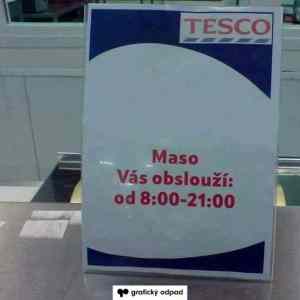 TESCO
Maso
Vás obslouží:
od 8:00-21:00
grafický odpad